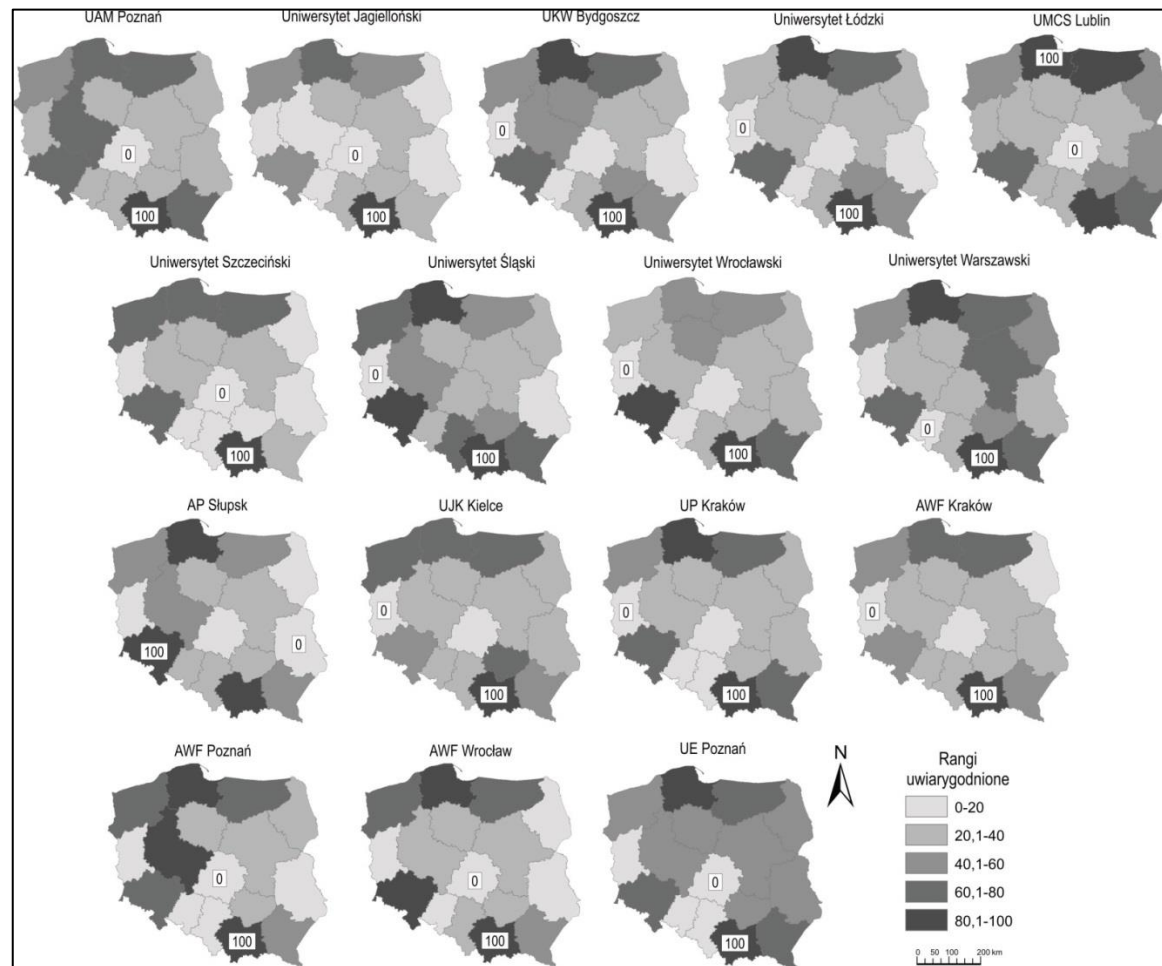 UAM Poznań
Uniwersytet Jagielloński
UKW Bydgoszcz
Uniwersytet Łódzki
UMCS Lublin
0
100
0
100
0
100
0
100
100
0
Uniwersytet Szczeciński
Uniwersytet Śląski
Uniwersytet Wrocławski
Uniwersytet Warszawski
0
100
0
100
0
100
0
100
AP Słupsk
UJK Kielce
UP Kraków
AWF Kraków
100
0
0
100
0
100
0
100
AWF Poznań
AWF Wrocław
UE Poznań
0
100
0
100
0
100
N
Rangi
uwiarygodnione
0-20
20,1-40
40,1-60
60,1-80
80,1-100
0 50 100 200 km